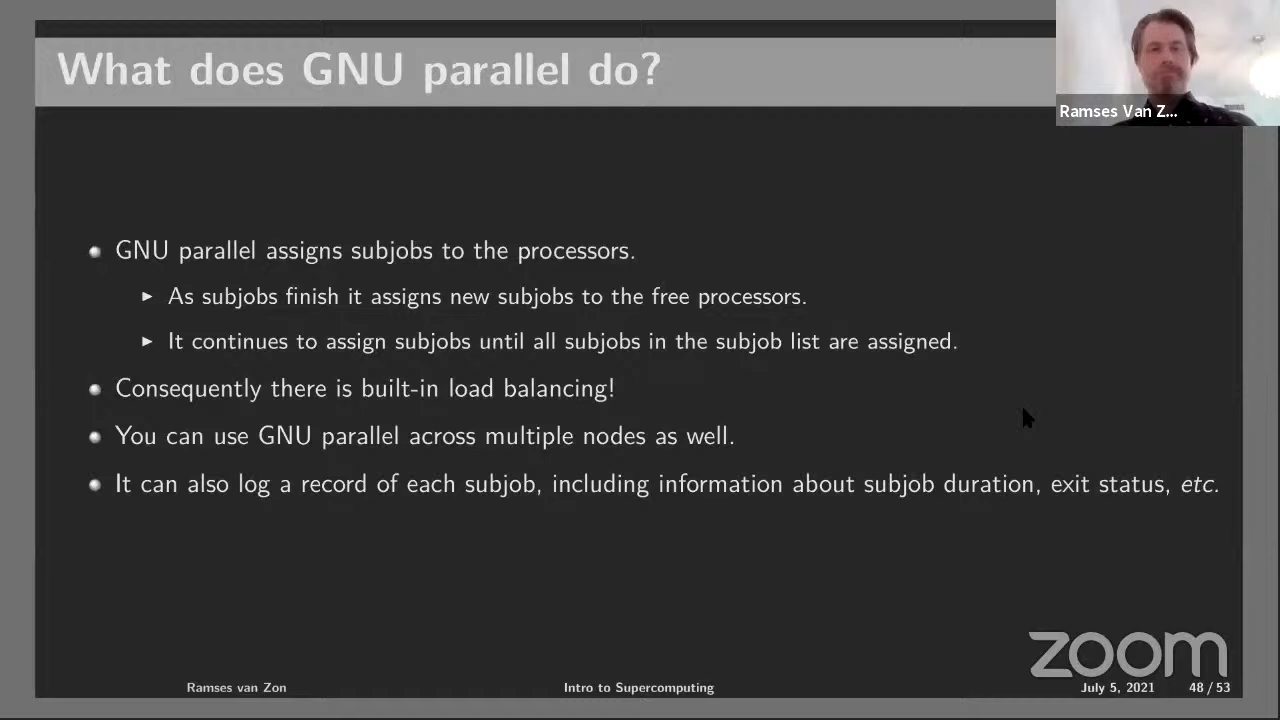 What does GNU parallel do?
Ramses Van Z...
GNU parallel assigns subjobs to the processors.
As subjobs finish it assigns new subjobs to the free processors.
It continues to assign subjobs until all subjobs in the subjob list are assigned.
Consequently there is built-in load balancing!
You can use GNU parallel across multiple nodes as well.
It can also log a record of each subjob, including information about subjob duration, exit status, etc.
zoom
Ramses van Zon Intro to Supercomputing July 5, 2021 48 / 53